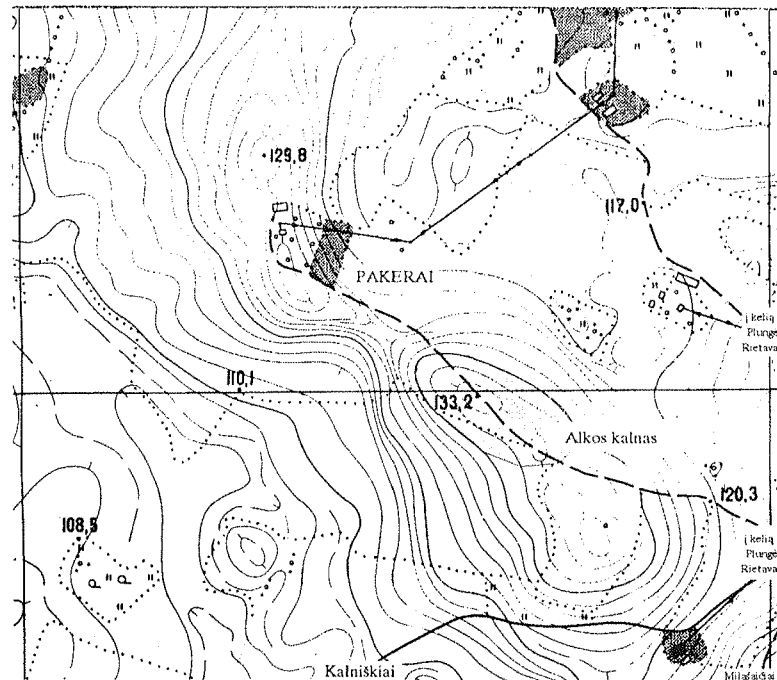 129,8
117,0
PAKERAI
į kelią
Plungė
Rietava
110,1
133,2
Alkos kalnas
120,3
108,5
į kelią
Plungė
Rietava
Kalniškiai
Milašaičiai